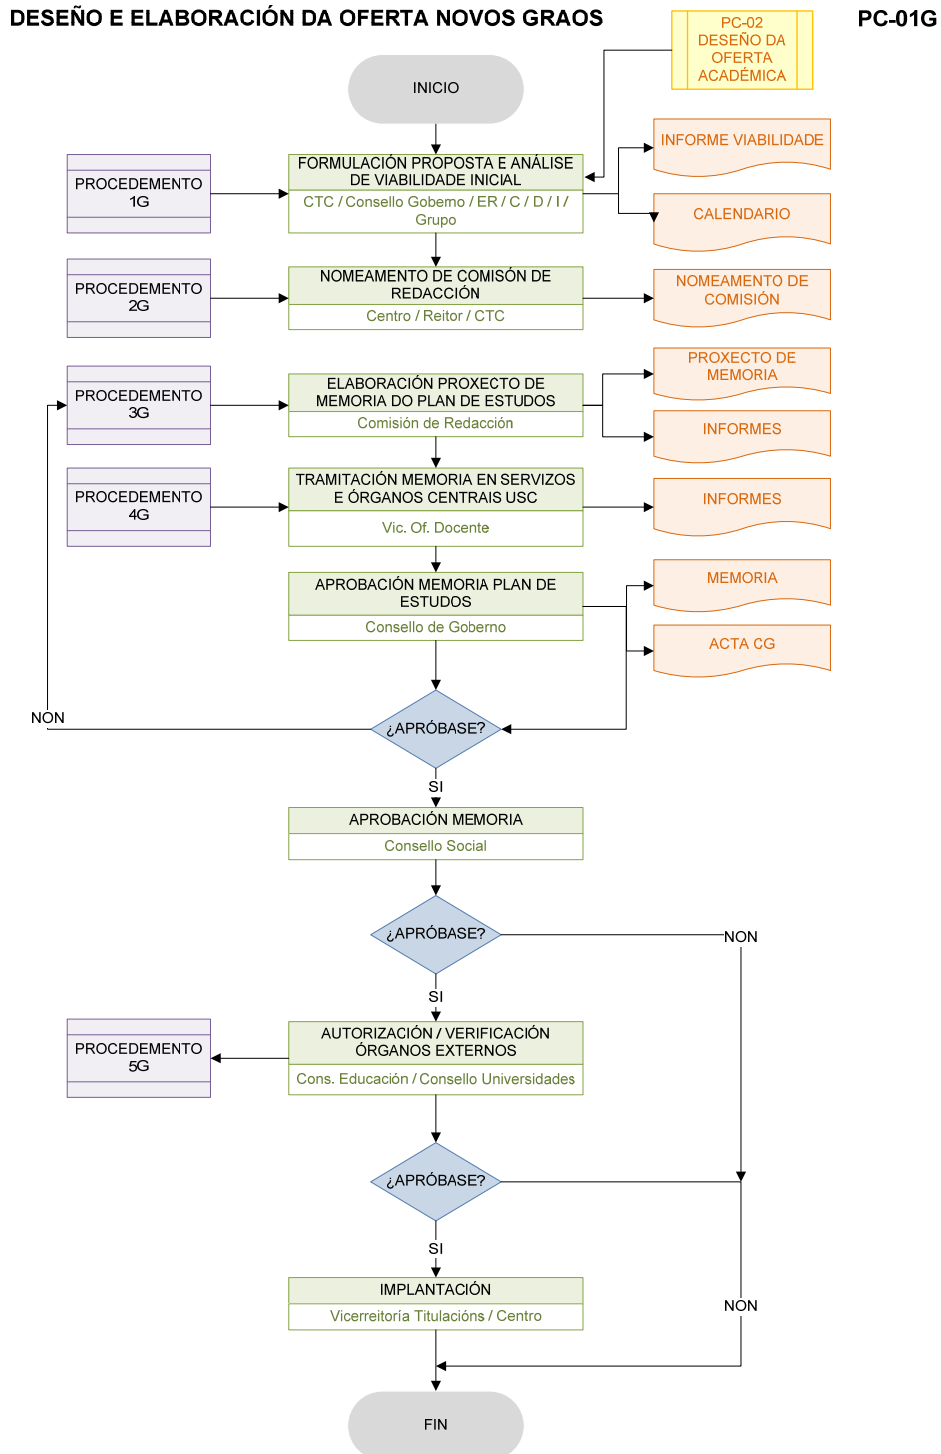 DESEÑO E ELABORACIÓN DA OFERTA NOVOS GRAOS
PC-01G
PC-02
DESEÑO DA
OFERTA
ACADÉMICA
INICIO
PROCEDEMENTO
1G
FORMULACIÓN PROPOSTA E ANÁLISE
DE VIABILIDADE INICIAL
CTC / Consello Goberno / ER / C / D / I /
Grupo
INFORME VIABILIDADE
CALENDARIO
PROCEDEMENTO
2G
NOMEAMENTO DE COMISÓN DE
REDACCIÓN
Centro / Reitor / CTC
NOMEAMENTO DE
COMISIÓN
PROCEDEMENTO
3G
ELABORACIÓN PROXECTO DE
MEMORIA DO PLAN DE ESTUDOS
Comisión de Redacción
PROXECTO DE
MEMORIA
INFORMES
PROCEDEMENTO
4G
TRAMITACIÓN MEMORIA EN SERVIZOS
E ÓRGANOS CENTRAIS USC
Vic. Of. Docente
INFORMES
APROBACIÓN MEMORIA PLAN DE
ESTUDOS
Consello de Goberno
MEMORIA
ACTA CG
NON
¿APRÓBASE?
SI
APROBACIÓN MEMORIA
Consello Social
¿APRÓBASE?
NON
SI
PROCEDEMENTO
5G
AUTORIZACIÓN / VERIFICACIÓN
ÓRGANOS EXTERNOS
Cons. Educación / Consello Universidades
¿APRÓBASE?
SI
IMPLANTACIÓN
Vicerreitoría Titulacións / Centro
NON
FIN